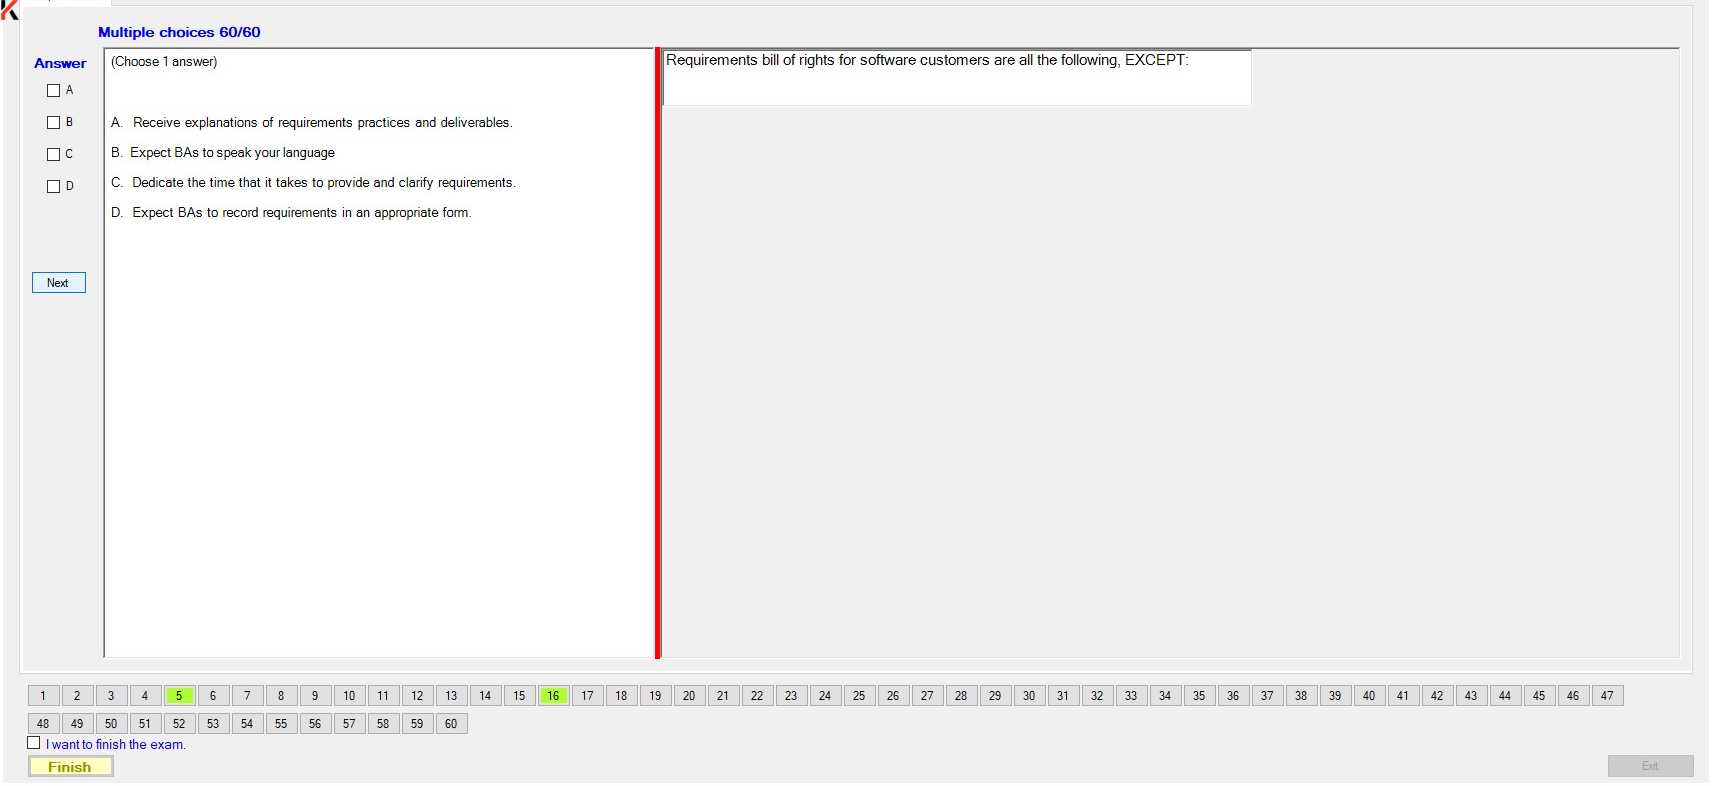 Multiple choices 60/60
Answer
(Choose 1 answer)
Requirements bill of rights for software customers are all the following, EXCEPT:
A
B
C
D
A. Receive explanations of requirements practices and deliverables.
B. Expect BAs to speak your language
C. Dedicate the time that it takes to provide and clarify requirements.
D. Expect BAs to record requirements in an appropriate form.
Next
1 2 3 4 5 6 7 8 9 10 11 12 13 14 15 16 17 18 19 20 21 22 23 24 25 26 27 28 29 30 31 32 33 34 35 36 37 38 39 40 41 42 43 44 45 46 47
48 49 50 51 52 53 54 55 56 57 58 59 60
I want to finish the exam.
Finish
Exit